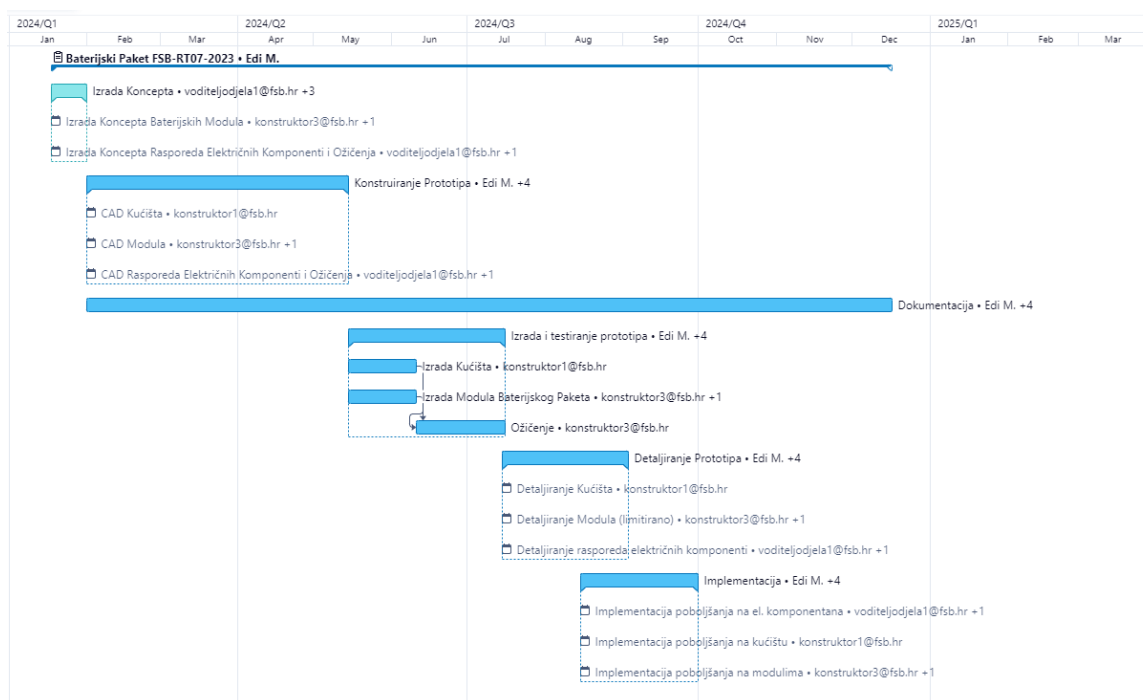 2024/Q1 2024/Q2 2024/Q3 2024/Q4 2025/Q1
Jan Feb Mar Apr May Jun Jul Aug Sep Oct Nov Dec Jan Feb Mar
Baterijski Paket FSB-RT07-2023 • Edi M.
Izrada Koncepta • voditeljodjela1@fsb.hr +3
Izrada Koncepta Baterijskih Modula • konstruktor3@fsb.hr +1
Izrada Koncepta Rasporeda Električnih Komponenti i Ožičenja • voditeljodjela1@fsb.hr +1
Konstruiranje Prototipa • Edi M. +4
CAD Kućišta • konstruktor1@fsb.hr
CAD Modula • konstruktor3@fsb.hr +1
CAD Rasporeda Električnih Komponenti i Ožičenja • voditeljodjela1@fsb.hr +1
Dokumentacija • Edi M. +4
Izrada i testiranje prototipa • Edi M. +4
Izrada Kućišta • konstruktor1@fsb.hr
Izrada Modula Baterijskog Paketa • konstruktor3@fsb.hr +1
Ožičenje • konstruktor3@fsb.hr
Detaljiranje Prototipa • Edi M. +4
Detaljiranje Kućišta • konstruktor1@fsb.hr
Detaljiranje Modula (limitirano) • konstruktor3@fsb.hr +1
Detaljiranje rasporeda električnih komponenti • voditeljodjela1@fsb.hr +1
Implementacija • Edi M. +4
Implementacija poboljšanja na el. komponentana • voditeljodjela1@fsb.hr +1
Implementacija poboljšanja na kućištu • konstruktor1@fsb.hr
Implementacija poboljšanja na modulima • konstruktor3@fsb.hr +1